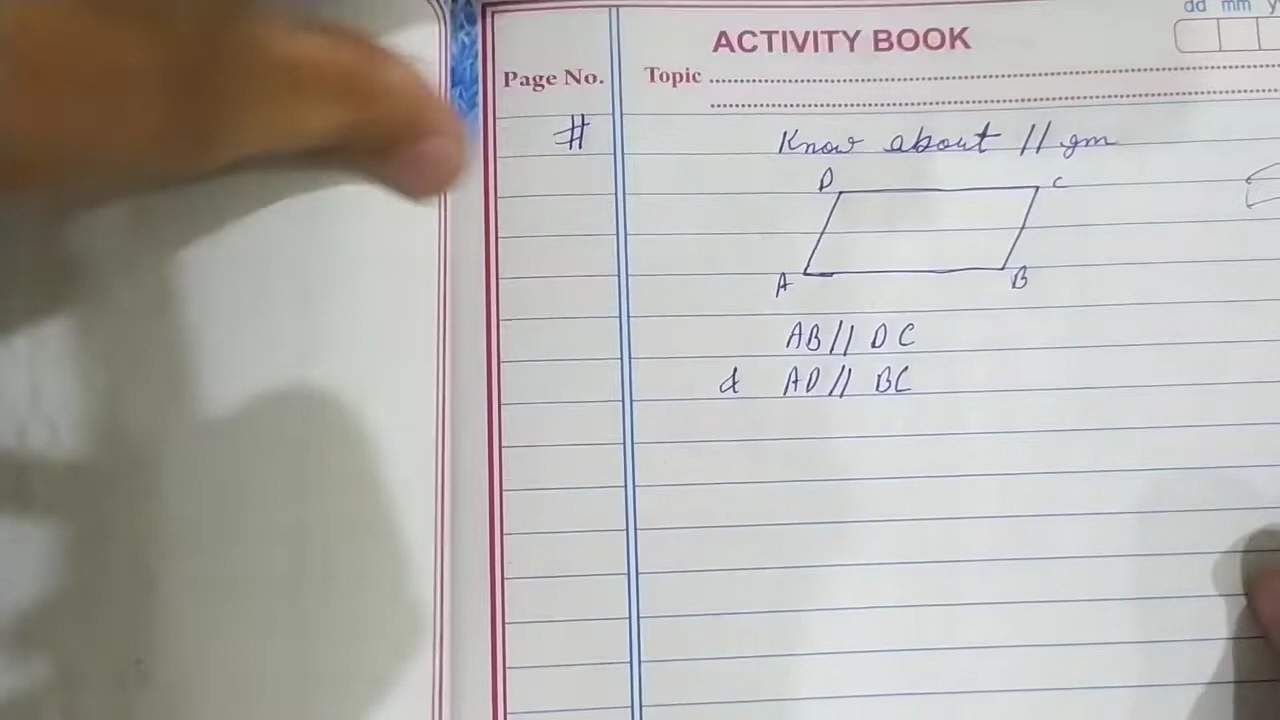 dd mm y
ACTIVITY BOOK
Page No. Topic
# Know about // gm
D C
A B
AB // DC
& AD // BC